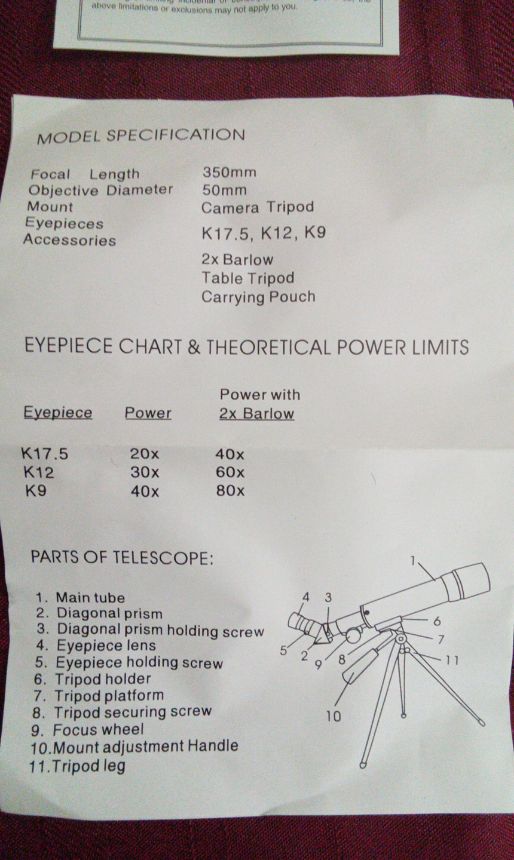 above limitations or exclusions may not apply to you.
MODEL SPECIFICATION
Focal Length 350mm
Objective Diameter 50mm
Mount Camera Tripod
Eyepieces K17.5, K12, K9
Accessories 2x Barlow
Table Tripod
Carrying Pouch
EYEPIECE CHART & THEORETICAL POWER LIMITS
Power with
Eyepiece Power 2x Barlow
K17.5 20x 40x
K12 30x 60x
K9 40x 80x
PARTS OF TELESCOPE:
1. Main tube
2. Diagonal prism
3. Diagonal prism holding screw
4. Eyepiece lens
5. Eyepiece holding screw
6. Tripod holder
7. Tripod platform
8. Tripod securing screw
9. Focus wheel
10.Mount adjustment Handle
11.Tripod leg
1
4 3
6
5 2 9 8 7
11
10